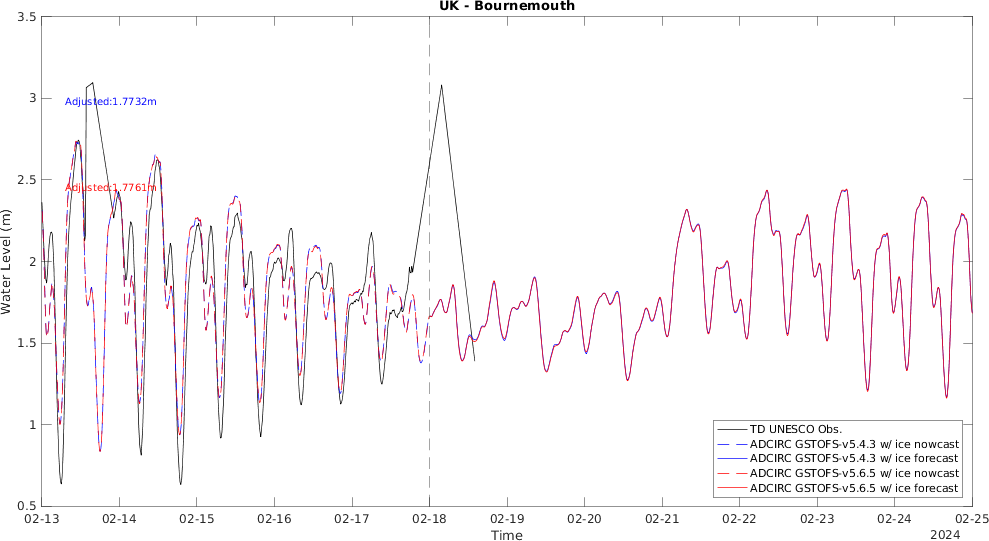 UK - Bournemouth
3.5
3
2.5
2
1.5
1
0.5
Water Level (m)
Adjusted:1.7732m
Adjusted:1.7761m
TD UNESCO Obs.
ADCIRC GSTOFS-v5.4.3 w/ ice nowcast
ADCIRC GSTOFS-v5.4.3 w/ ice forecast
ADCIRC GSTOFS-v5.6.5 w/ ice nowcast
ADCIRC GSTOFS-v5.6.5 w/ ice forecast
02-13 02-14 02-15 02-16 02-17 02-18 02-19 02-20 02-21 02-22 02-23 02-24 02-25
Time
2024